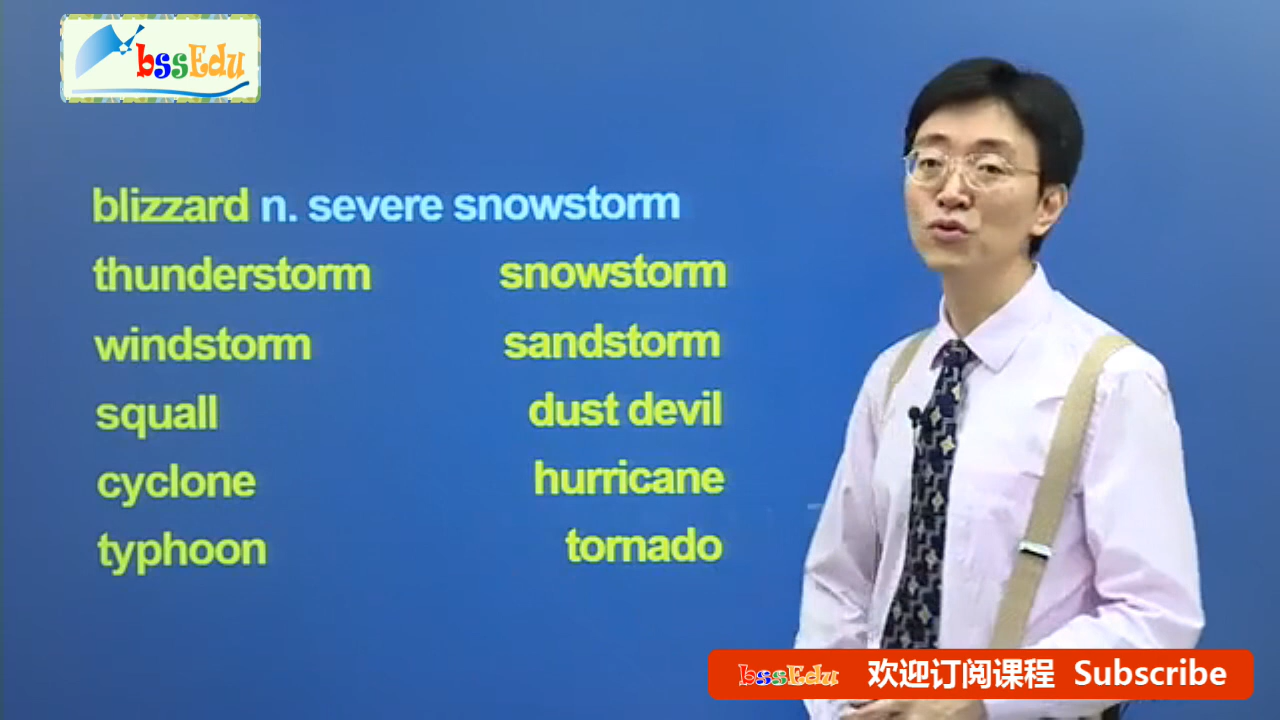 bssEdu
blizzard n. severe snowstorm
thunderstorm snowstorm
windstorm sandstorm
squall dust devil
cyclone hurricane
typhoon tornado
bssEdu 欢迎订阅课程 Subscribe